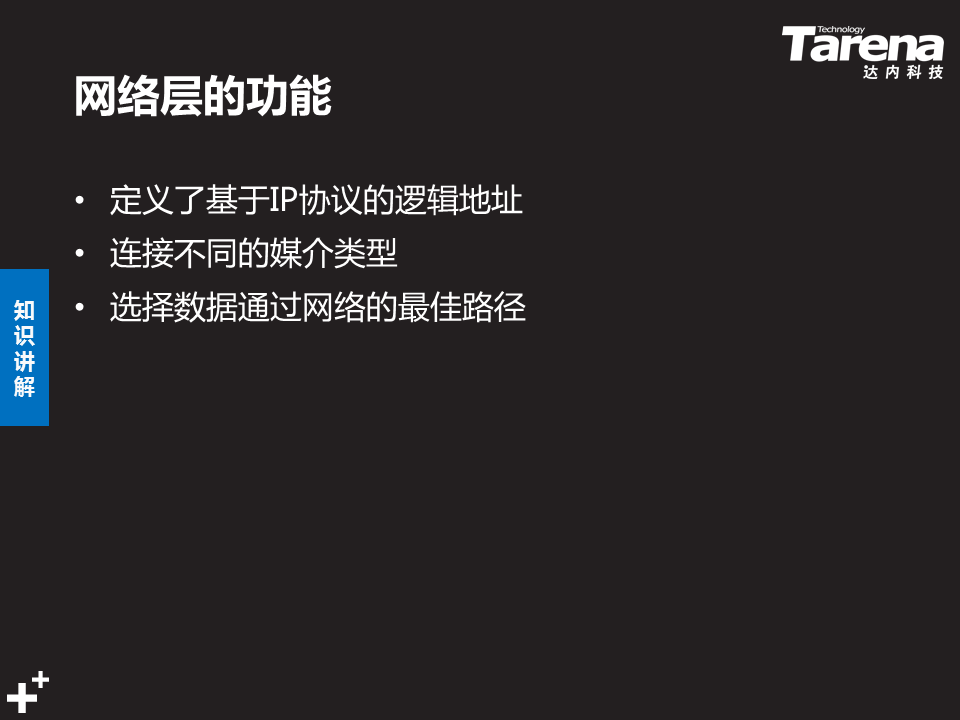 Technology
Tarena
达内科技
网络层的功能
• 定义了基于IP协议的逻辑地址
• 连接不同的媒介类型
• 选择数据通过网络的最佳路径
知识讲解